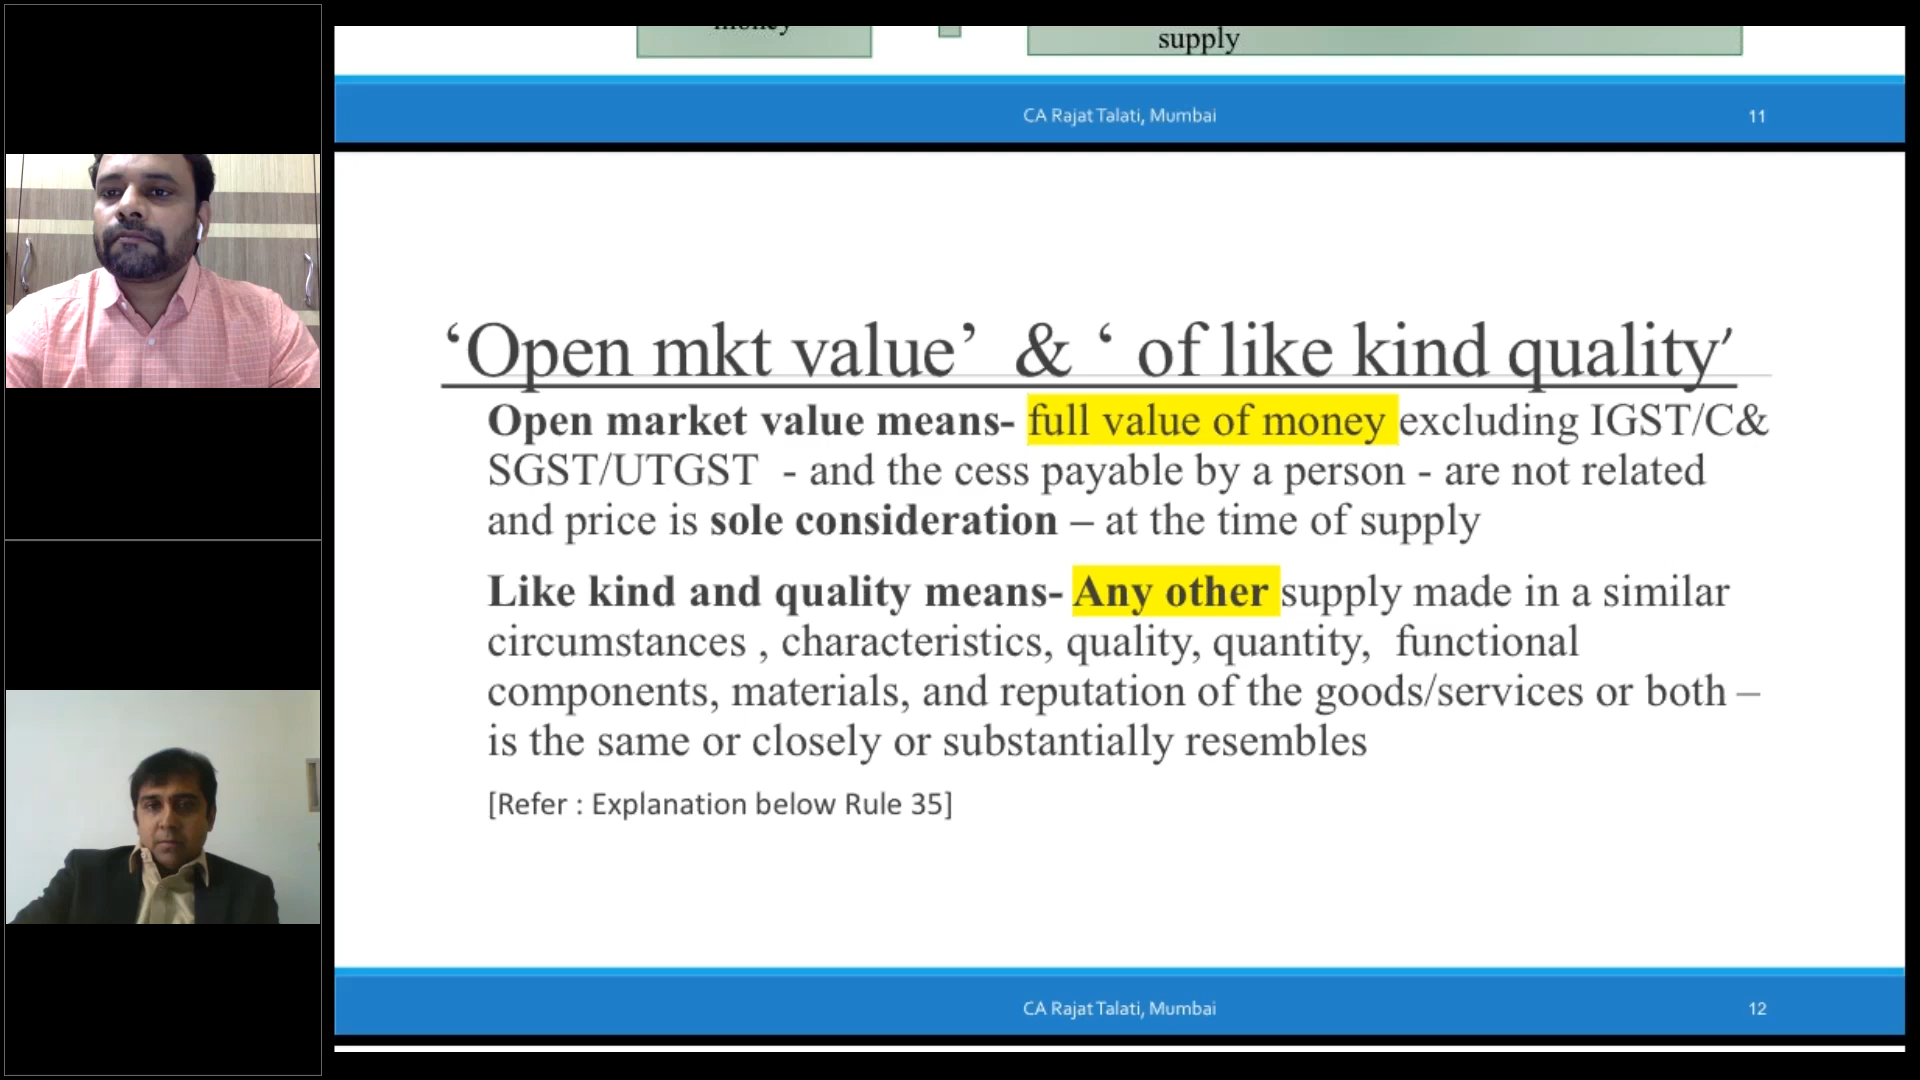 money
supply
CA Rajat Talati, Mumbai
11
‘Open mkt value’ & ‘ of like kind quality’
Open market value means- full value of money excluding IGST/C&
SGST/UTGST - and the cess payable by a person - are not related
and price is sole consideration – at the time of supply
Like kind and quality means- Any other supply made in a similar
circumstances , characteristics, quality, quantity, functional
components, materials, and reputation of the goods/services or both –
is the same or closely or substantially resembles
[Refer : Explanation below Rule 35]
CA Rajat Talati, Mumbai
12